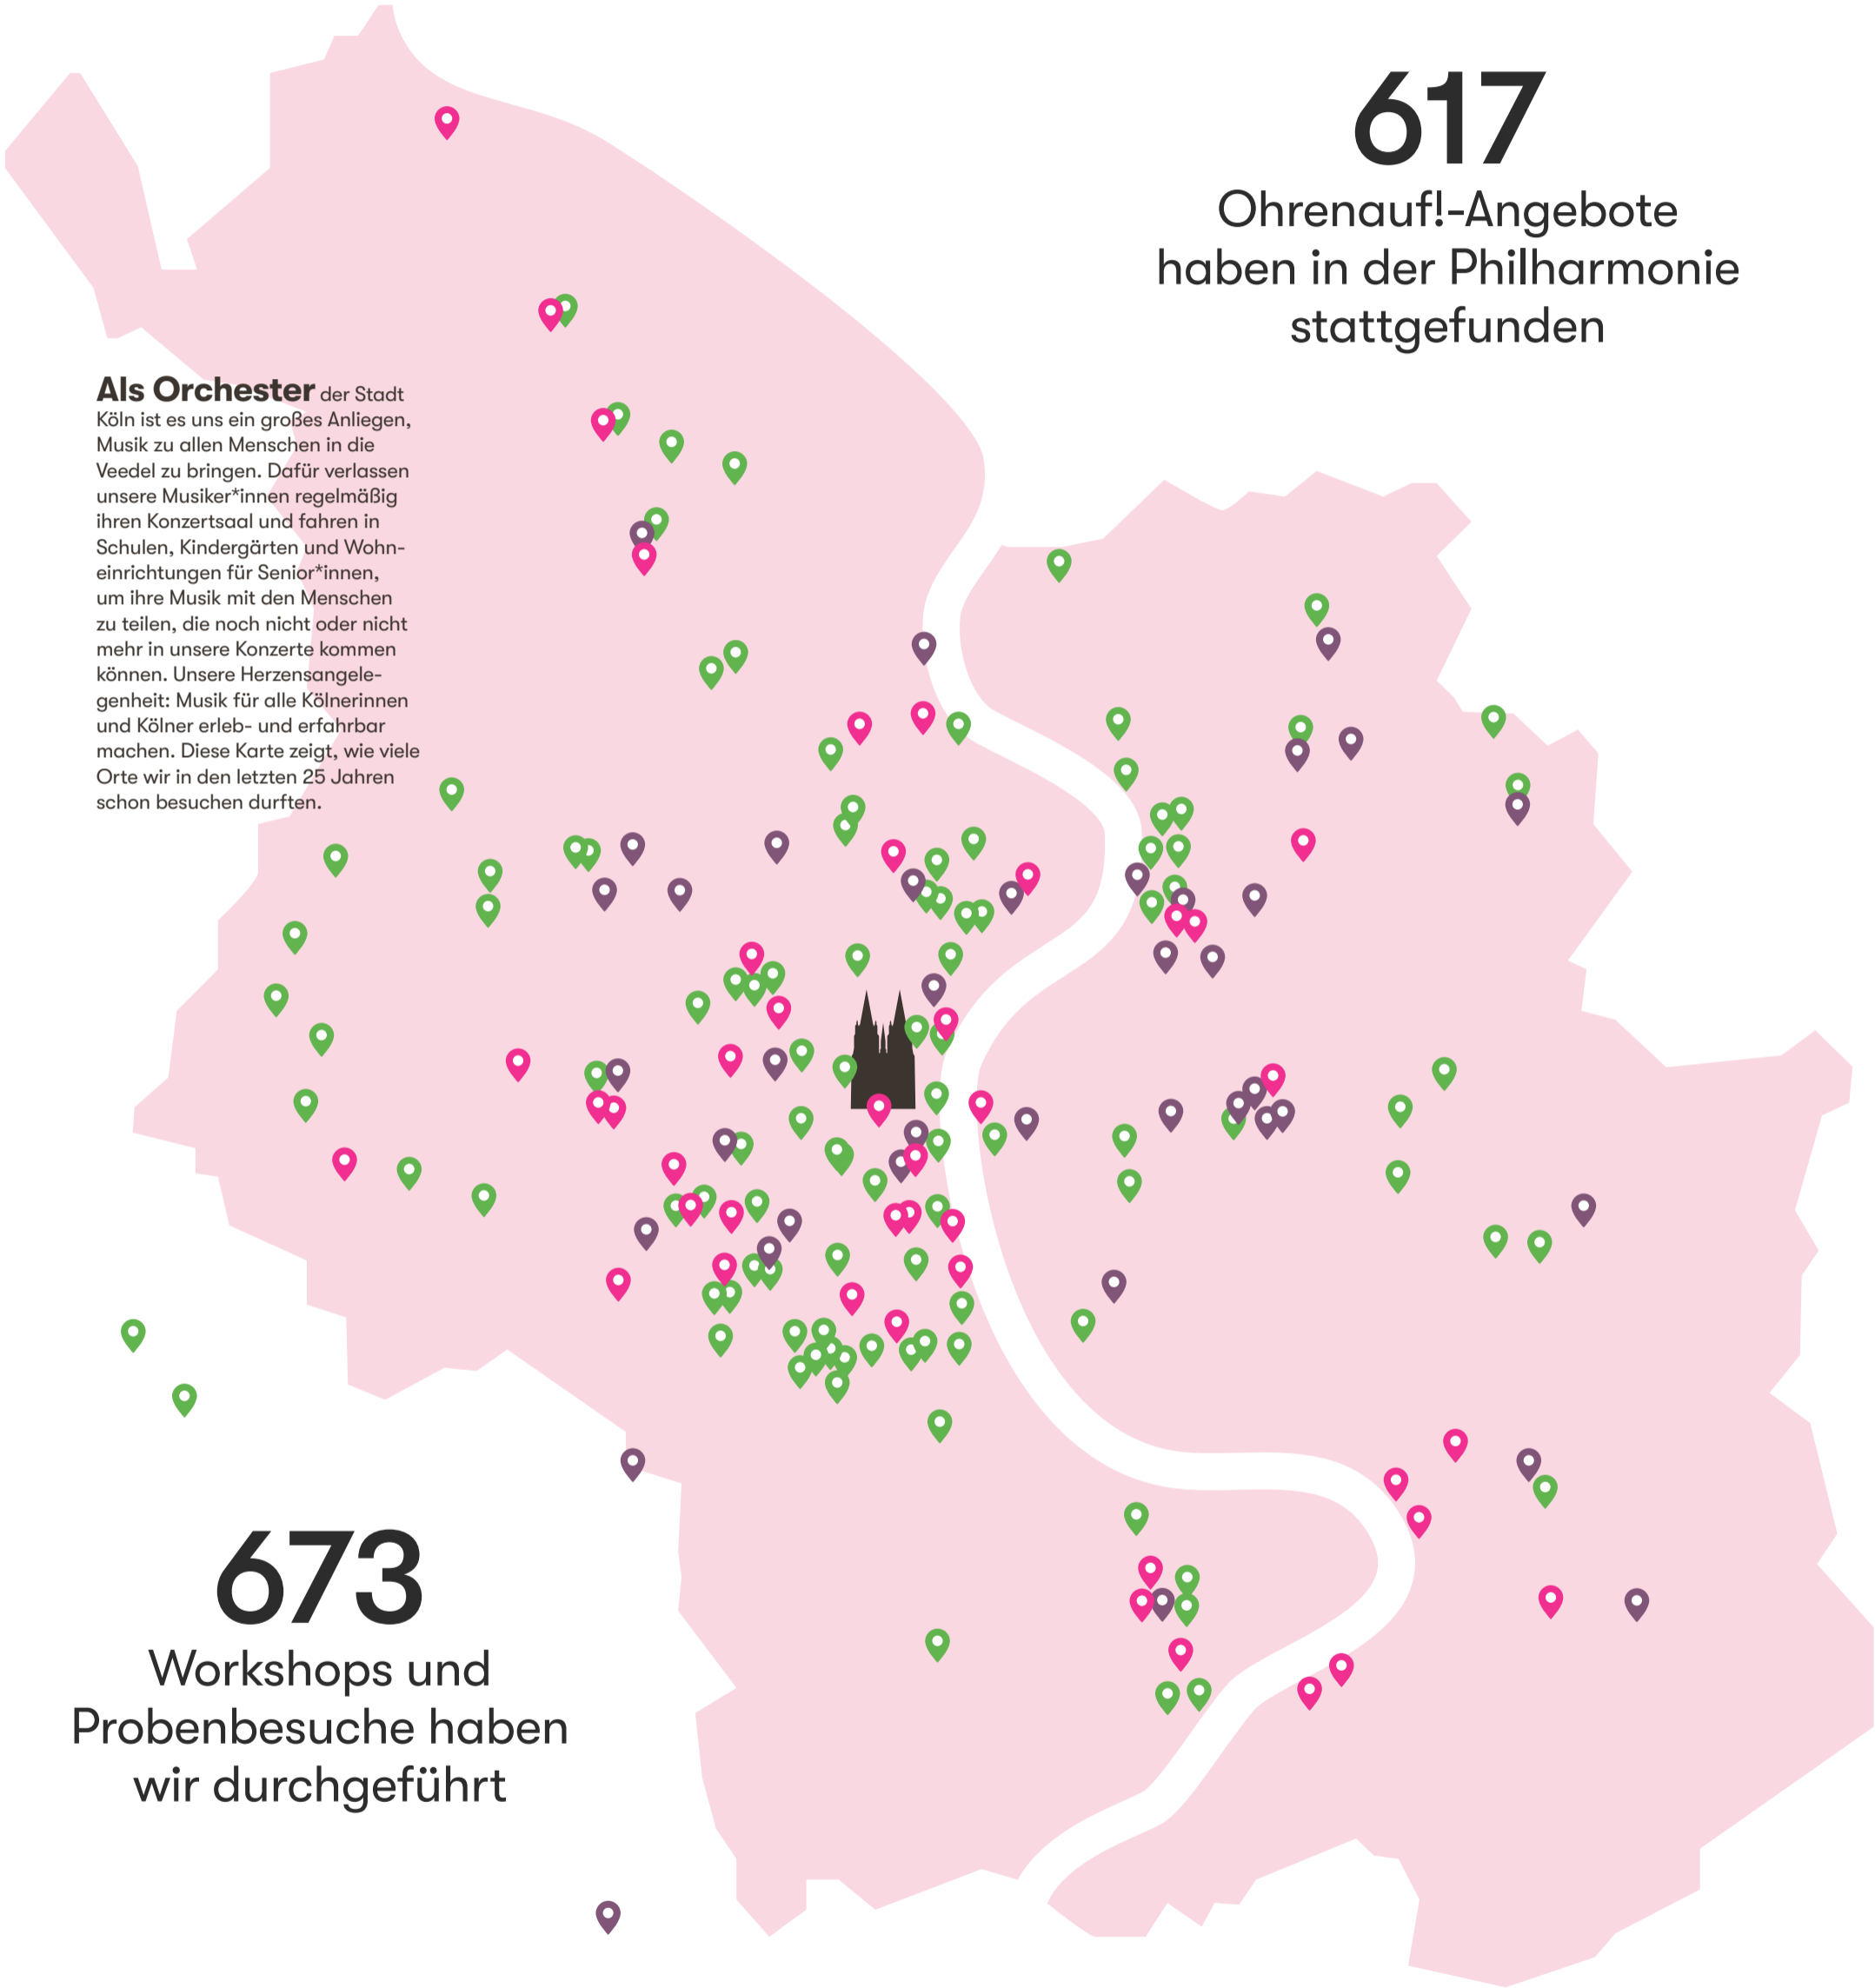 617
Ohrenauf!-Angebote
haben in der Philharmonie
stattgefunden
Als Orchester der Stadt
Köln ist es uns ein großes Anliegen,
Musik zu allen Menschen in die
Veedel zu bringen. Dafür verlassen
unsere Musiker*innen regelmäßig
ihren Konzertsaal und fahren in
Schulen, Kindergärten und Wohn-
einrichtungen für Senior*innen,
um ihre Musik mit den Menschen
zu teilen, die noch nicht oder nicht
mehr in unsere Konzerte kommen
können. Unsere Herzensangele-
genheit: Musik für alle Kölnerinnen
und Kölner erleb- und erfahrbar
machen. Diese Karte zeigt, wie viele
Orte wir in den letzten 25 Jahren
schon besuchen durften.
673
Workshops und
Probenbesuche haben
wir durchgeführt